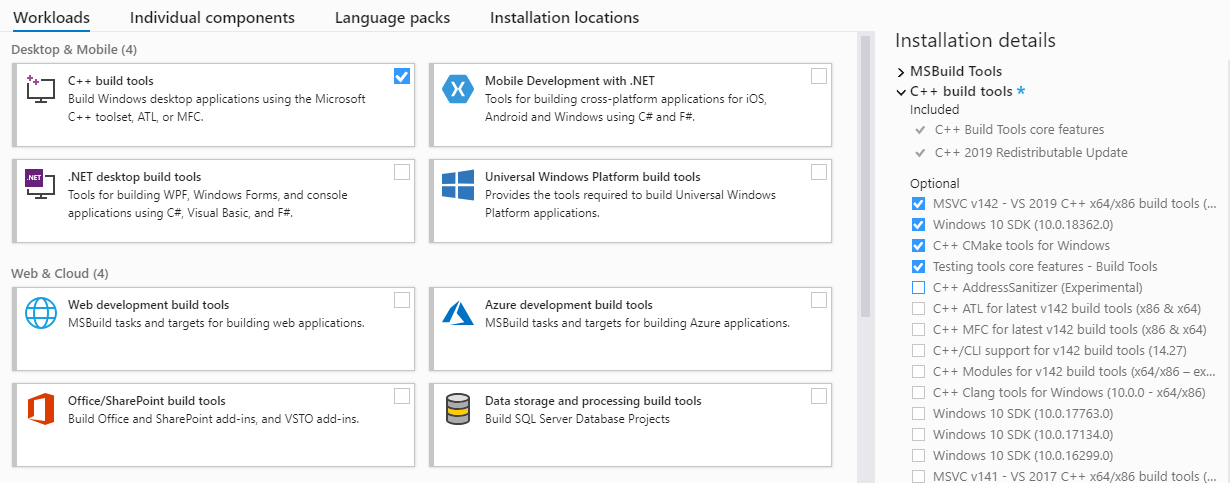 Workloads
Individual components
Language packs
Installation locations
Desktop & Mobile (4)
C++ build tools
Build Windows desktop applications using the Microsoft
C++ toolset, ATL, or MFC.
Mobile Development with .NET
Tools for building cross-platform applications for iOS,
Android and Windows using C# and F#.
.NET
.NET desktop build tools
Tools for building WPF, Windows Forms, and console
applications using C#, Visual Basic, and F#.
Universal Windows Platform build tools
Provides the tools required to build Universal Windows
Platform applications.
Web & Cloud (4)
Web development build tools
MSBuild tasks and targets for building web applications.
Azure development build tools
MSBuild tasks and targets for building Azure applications.
Office/SharePoint build tools
Build Office and SharePoint add-ins, and VSTO add-ins.
Data storage and processing build tools
Build SQL Server Database Projects
Installation details
MSBuild Tools
C++ build tools *
Included
C++ Build Tools core features
C++ 2019 Redistributable Update
Optional
MSVC v142 - VS 2019 C++ x64/x86 build tools (...
Windows 10 SDK (10.0.18362.0)
C++ CMake tools for Windows
Testing tools core features - Build Tools
C++ AddressSanitizer (Experimental)
C++ ATL for latest v142 build tools (x86 & x64)
C++ MFC for latest v142 build tools (x86 & x64)
C++/CLI support for v142 build tools (14.27)
C++ Modules for v142 build tools (x64/x86 – ex...
C++ Clang tools for Windows (10.0.0 - x64/x86)
Windows 10 SDK (10.0.17763.0)
Windows 10 SDK (10.0.17134.0)
Windows 10 SDK (10.0.16299.0)
MSVC v141 - VS 2017 C++ x64/x86 build tools (...